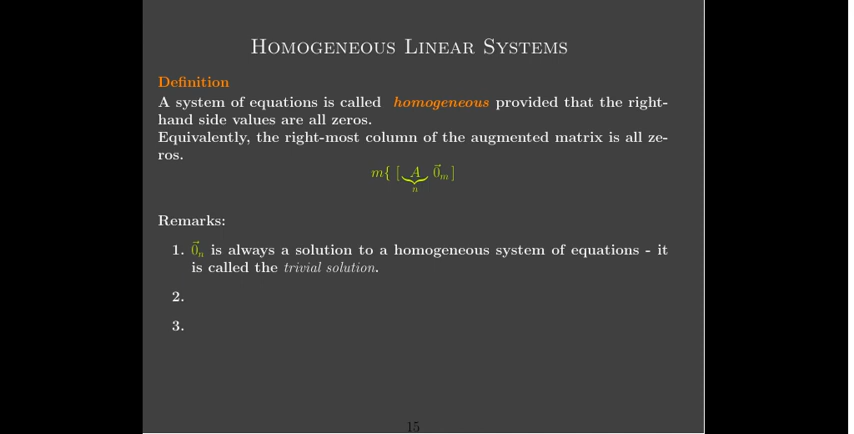 Homogeneous Linear Systems
Definition
A system of equations is called homogeneous provided that the right-
hand side values are all zeros.
Equivalently, the right-most column of the augmented matrix is all ze-
ros.
m{ [ A 0⃗ₘ ]
n
Remarks:
1. 0⃗ₙ is always a solution to a homogeneous system of equations - it
is called the trivial solution.
2.
3.
15